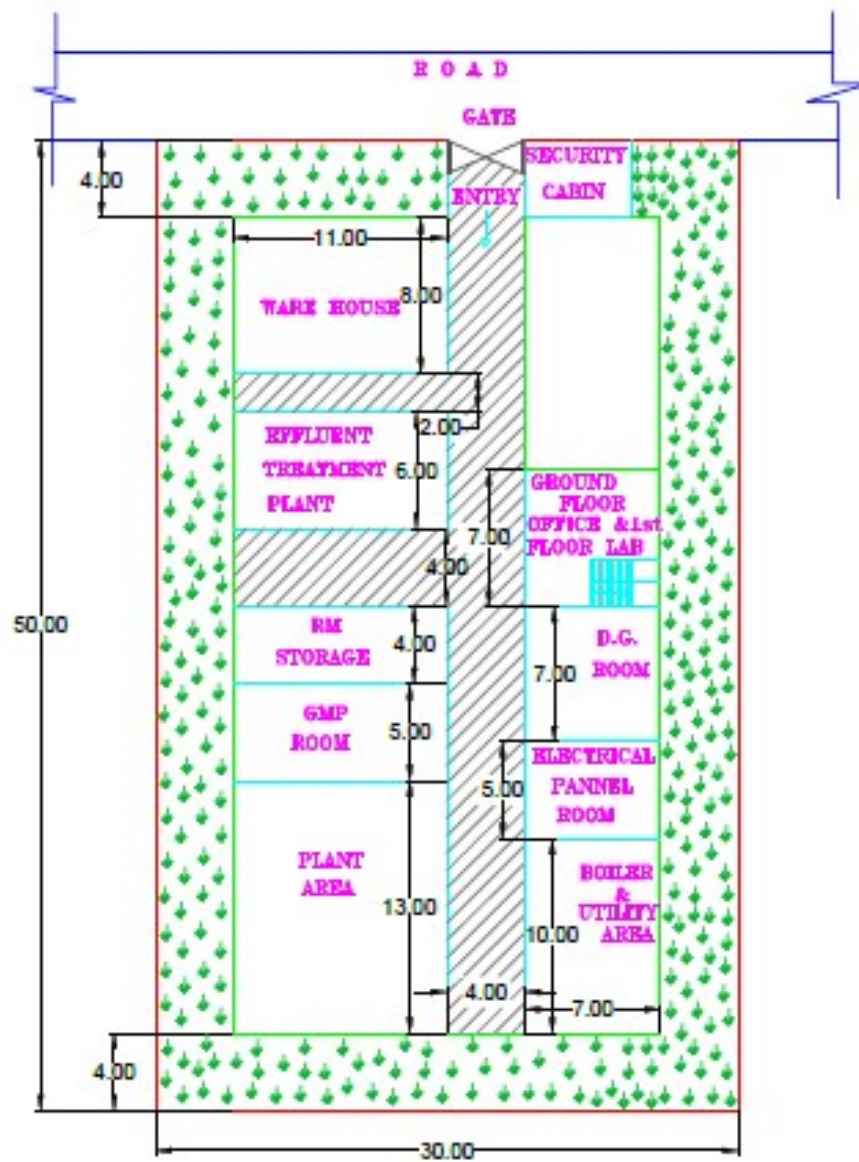 ROAD
GATE
SECURITY
CABIN
4.00
ENTRY
11.00
8.00
WARE HOUSE
2.00
EFFLUENT
TREAYMENT
PLANT
6.00
GROUND
FLOOR
OFFICE &1st
FLOOR LAB
7.00
4.00
50.00
RM
STORAGE
4.00
D.G.
ROOM
7.00
GMP
ROOM
5.00
ELECTRICAL
PANNEL
ROOM
5.00
PLANT
AREA
13.00
BOILER
&
UTILITY
AREA
10.00
4.00
7.00
4.00
30.00